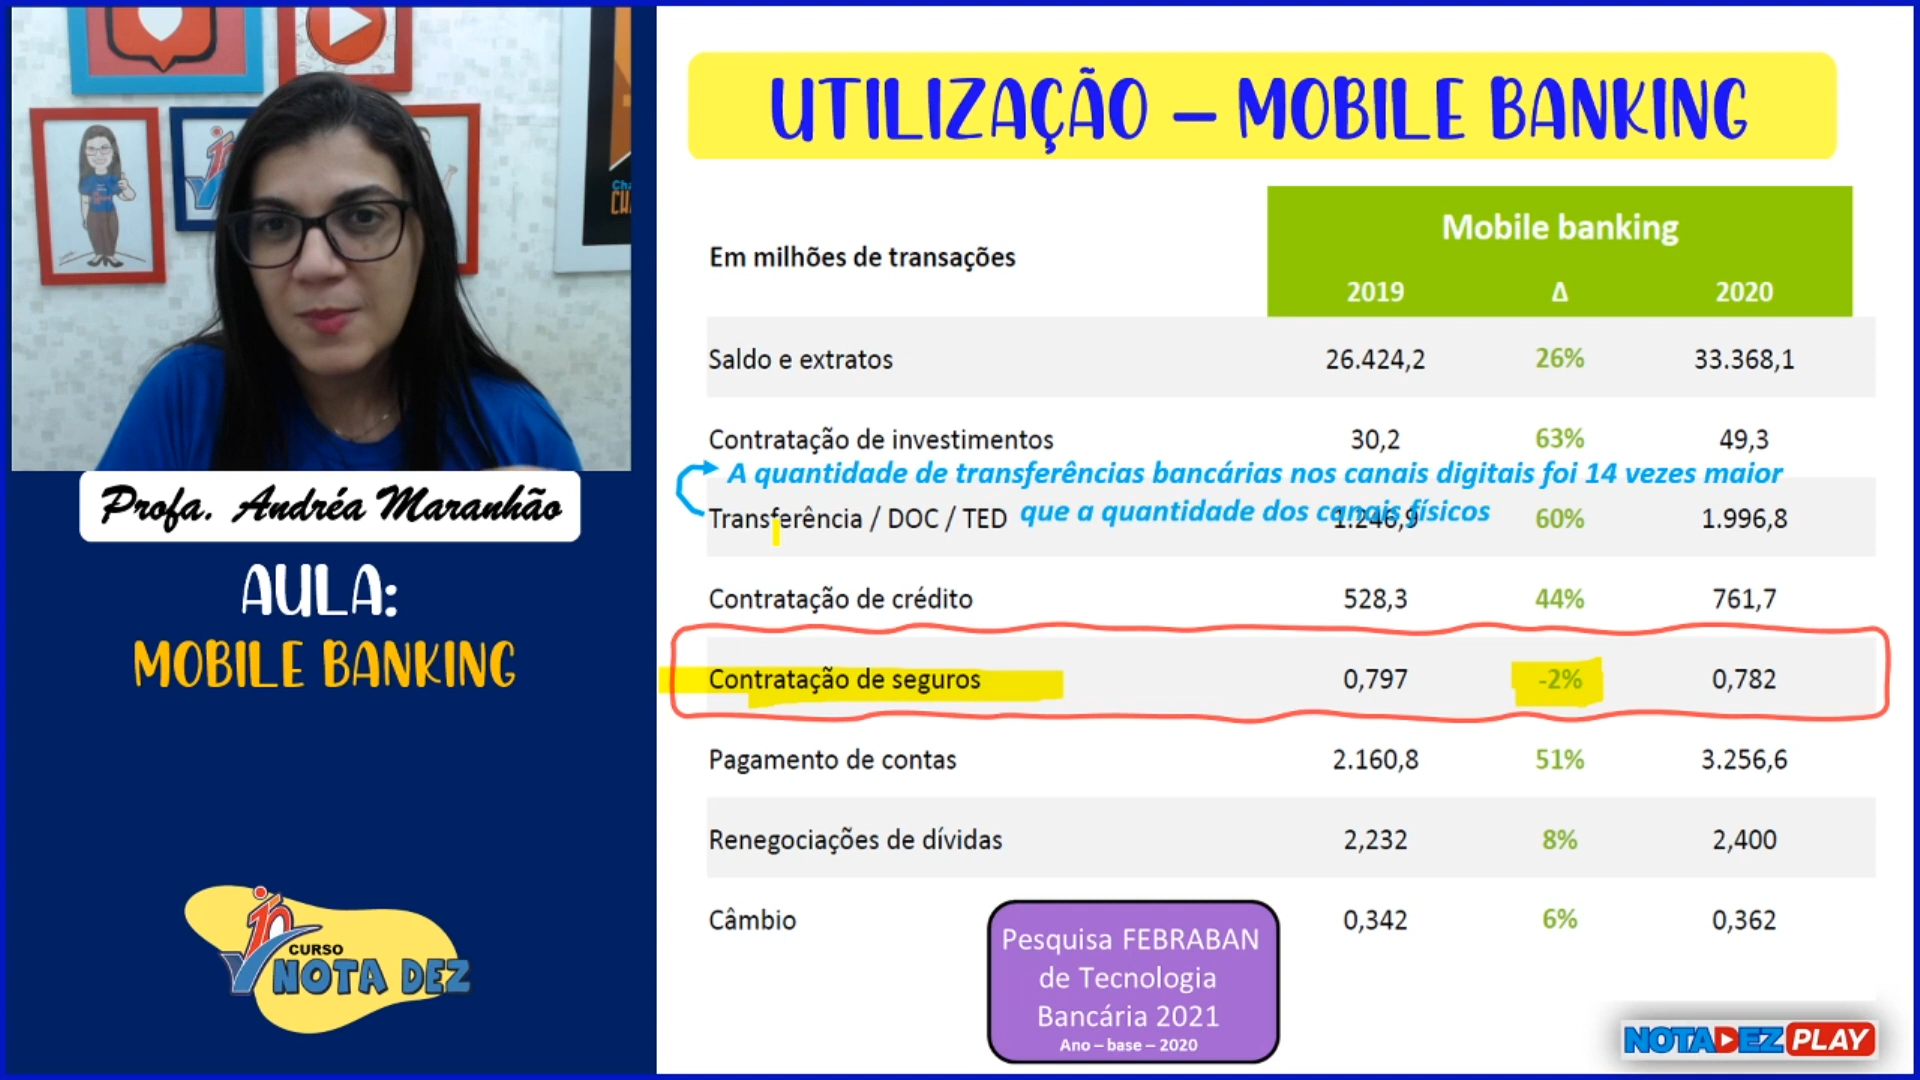 UTILIZAÇÃO – MOBILE BANKING
Mobile banking
Em milhões de transações
2019 Δ 2020
Saldo e extratos 26.424,2 26% 33.368,1
Contratação de investimentos 30,2 63% 49,3
A quantidade de transferências bancárias nos canais digitais foi 14 vezes maior
que a quantidade dos canais físicos
Transferência / DOC / TED 1.246,9 60% 1.996,8
Contratação de crédito 528,3 44% 761,7
Contratação de seguros 0,797 -2% 0,782
Pagamento de contas 2.160,8 51% 3.256,6
Renegociações de dívidas 2,232 8% 2,400
Câmbio 0,342 6% 0,362
Pesquisa FEBRABAN
de Tecnologia
Bancária 2021
Ano – base – 2020
NOTADEZ PLAY
Profa. Andréa Maranhão
AULA:
MOBILE BANKING
CURSO
NOTA DEZ